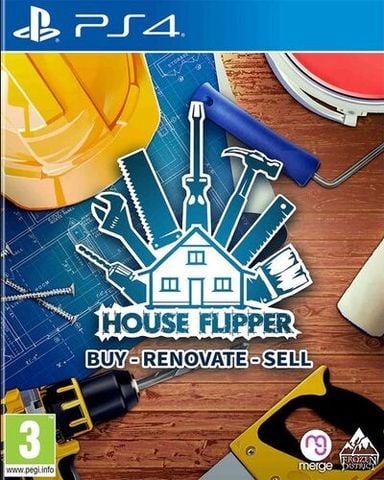 PS4
HOUSE FLIPPER
BUY - RENOVATE - SELL
3
www.pegi.info
merge
FROZEN
DISTRICT